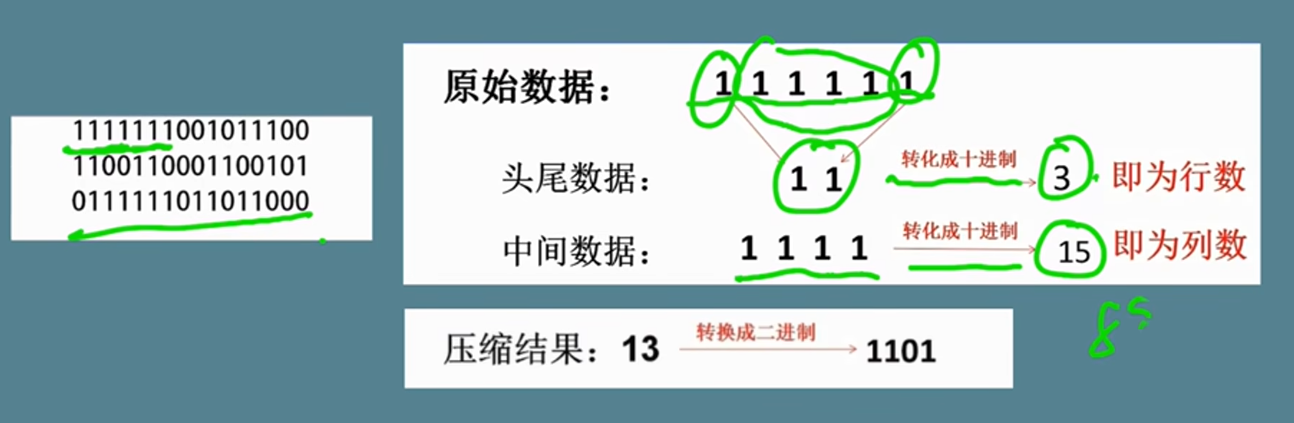 1111111001011100
1100110001100101
0111111011011000
原始数据: 1 1 1 1 1 1
头尾数据: 1 1 转化成十进制 3 即为行数
中间数据: 1 1 1 1 转化成十进制 15 即为列数
压缩结果: 13 转换成二进制 1101